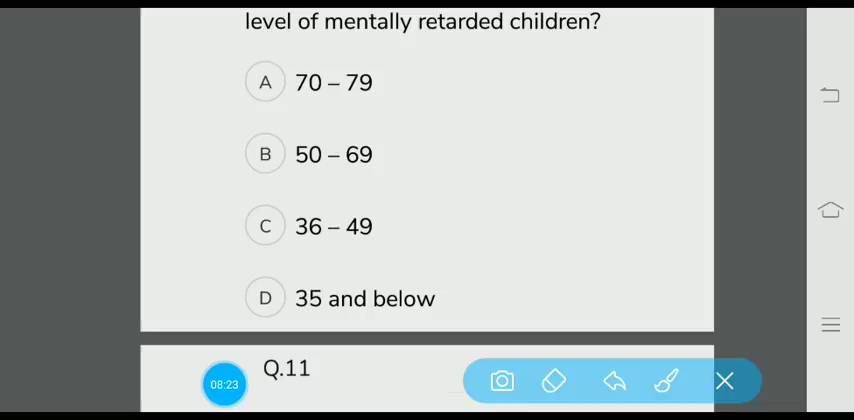 level of mentally retarded children?
A 70 – 79
B 50 – 69
C 36 – 49
D 35 and below
Q.11
08:23